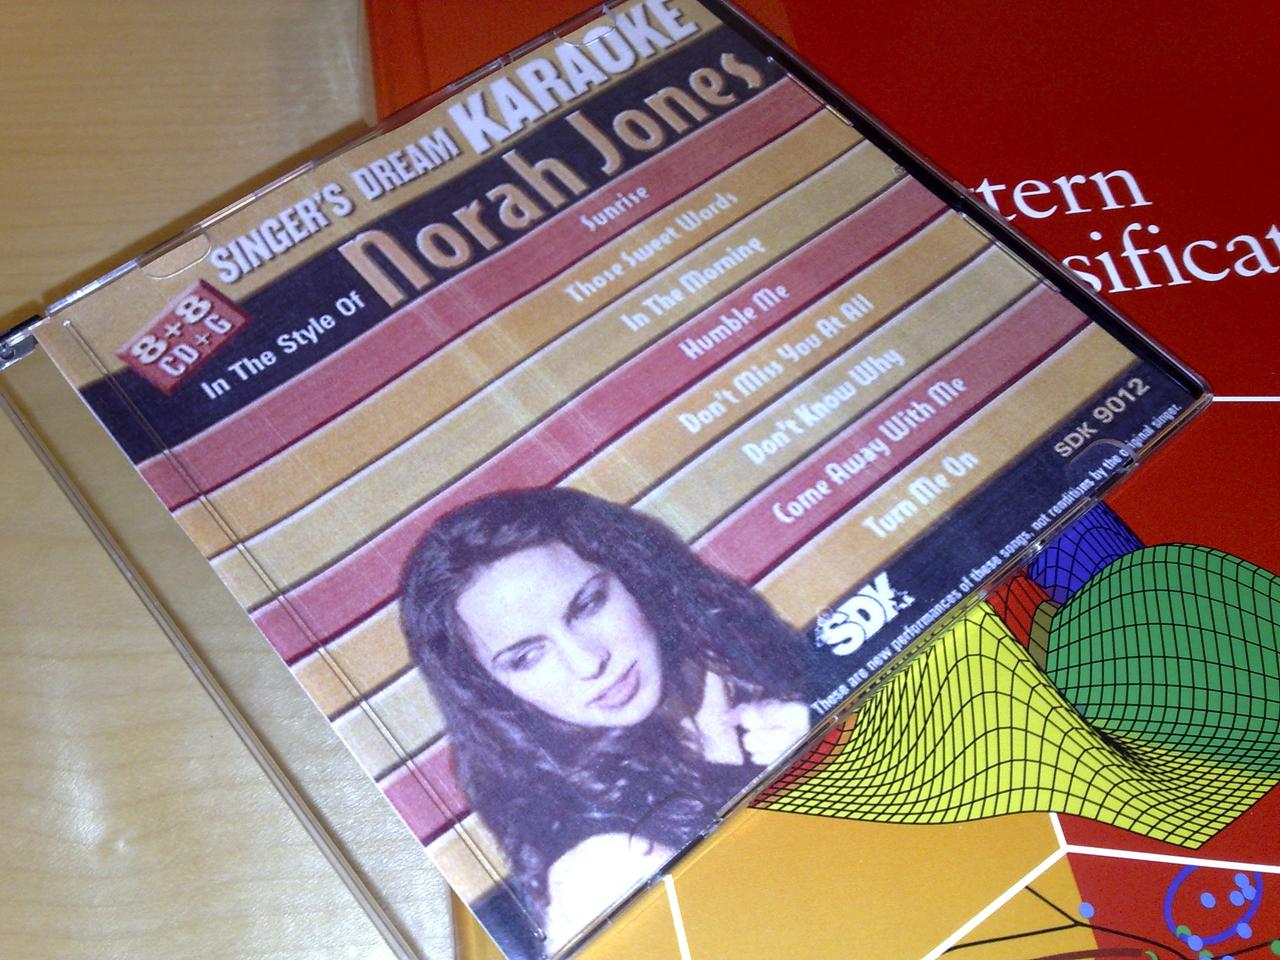 SINGER'S DREAM KARAOKE
8+8
CD+G
In The Style Of Norah Jones
Sunrise
Those Sweet Words
In The Morning
Humble Me
Don't Miss You At All
Don't Know Why
Come Away With Me
Turn Me On
SDK 9012
SDK
These are new performances of these songs, not renditions by the original singer.
tern
sificat